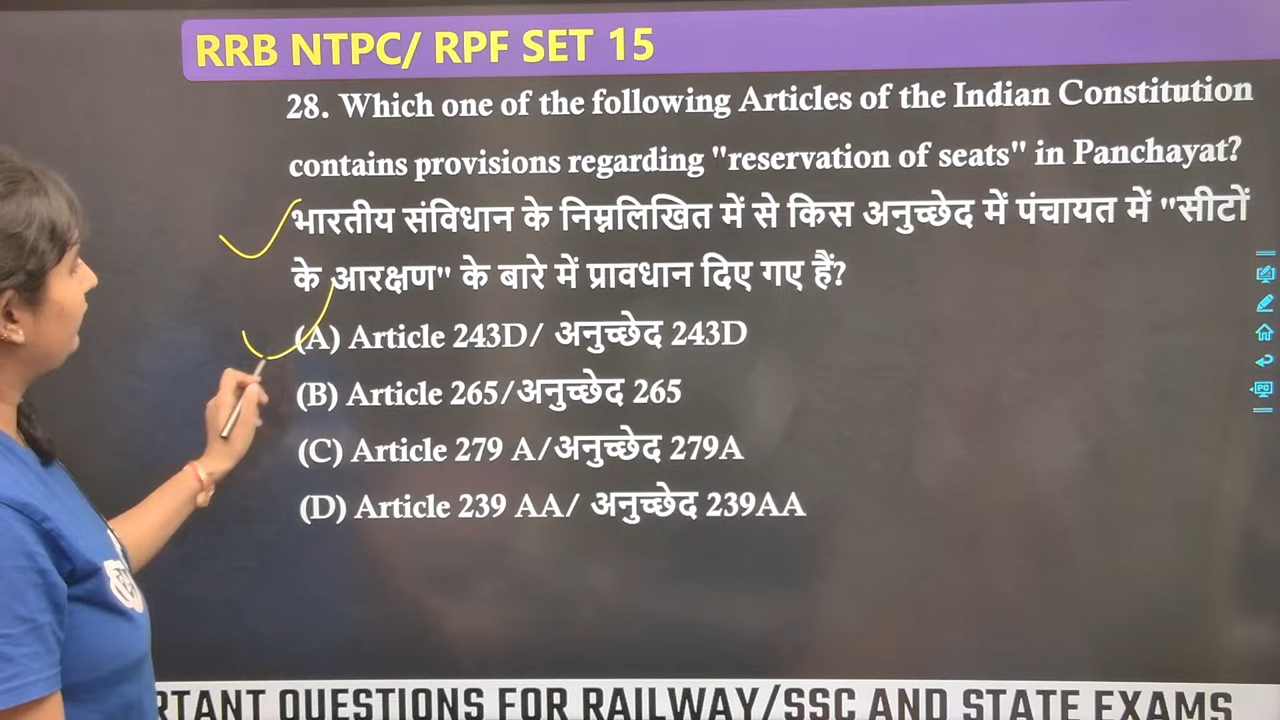 RRB NTPC/ RPF SET 15
28. Which one of the following Articles of the Indian Constitution
contains provisions regarding "reservation of seats" in Panchayat?
भारतीय संविधान के निम्नलिखित में से किस अनुच्छेद में पंचायत में "सीटों
के आरक्षण" के बारे में प्रावधान दिए गए हैं?
(A) Article 243D/ अनुच्छेद 243D
(B) Article 265/अनुच्छेद 265
(C) Article 279 A/अनुच्छेद 279A
(D) Article 239 AA/ अनुच्छेद 239AA
RTANT QUESTIONS FOR RAILWAY/SSC AND STATE EXAMS